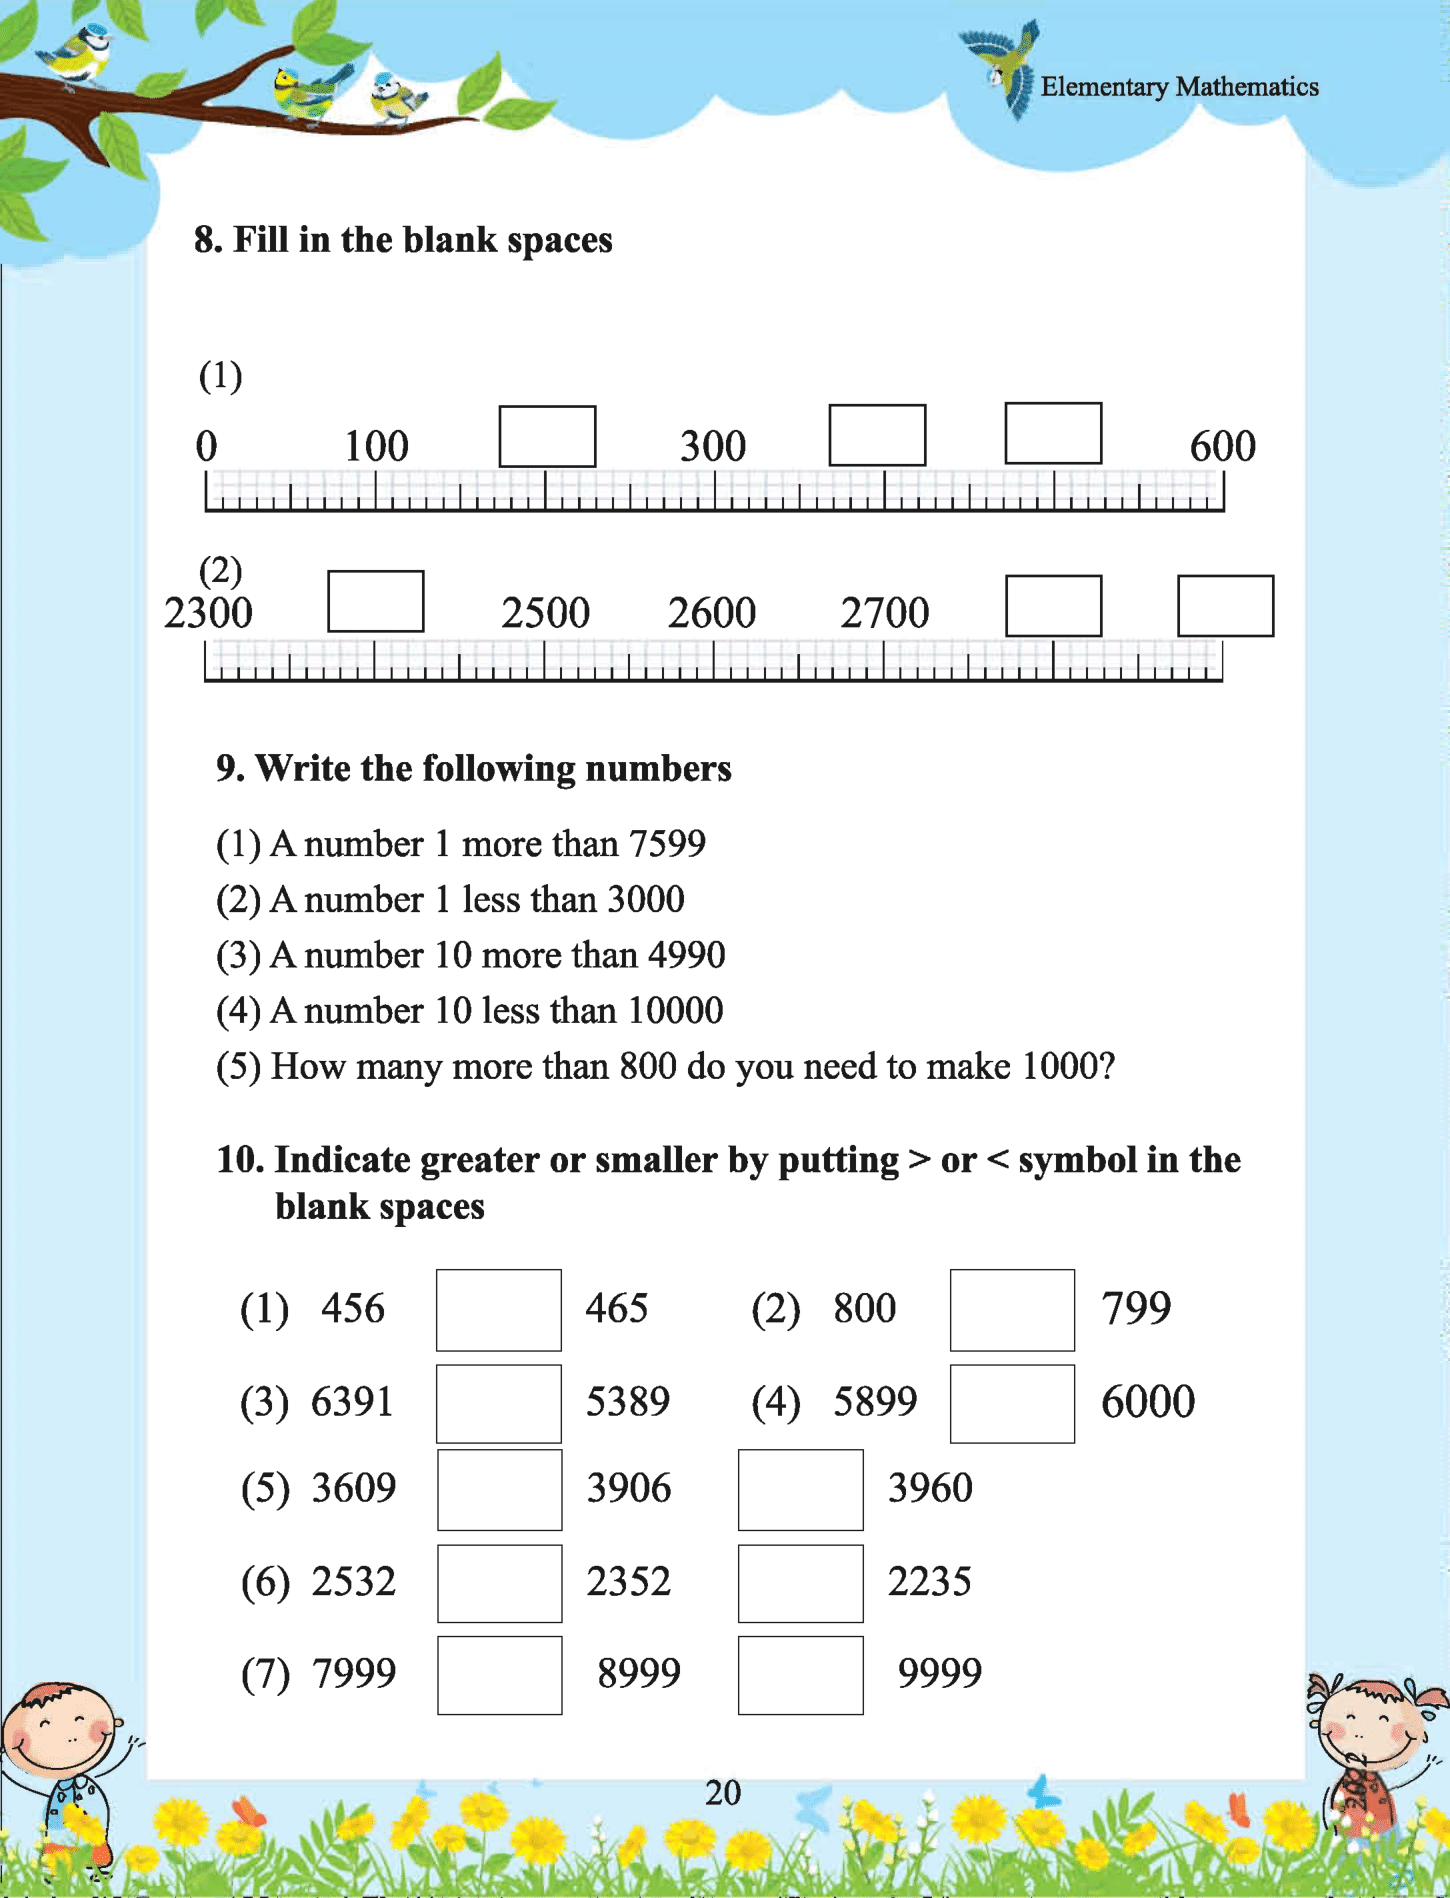 Elementary Mathematics
8. Fill in the blank spaces
(1)
0 100 300 600
(2)
2300 2500 2600 2700
9. Write the following numbers
(1) A number 1 more than 7599
(2) A number 1 less than 3000
(3) A number 10 more than 4990
(4) A number 10 less than 10000
(5) How many more than 800 do you need to make 1000?
10. Indicate greater or smaller by putting > or < symbol in the
blank spaces
(1) 456 465 (2) 800 799
(3) 6391 5389 (4) 5899 6000
(5) 3609 3906 3960
(6) 2532 2352 2235
(7) 7999 8999 9999
20